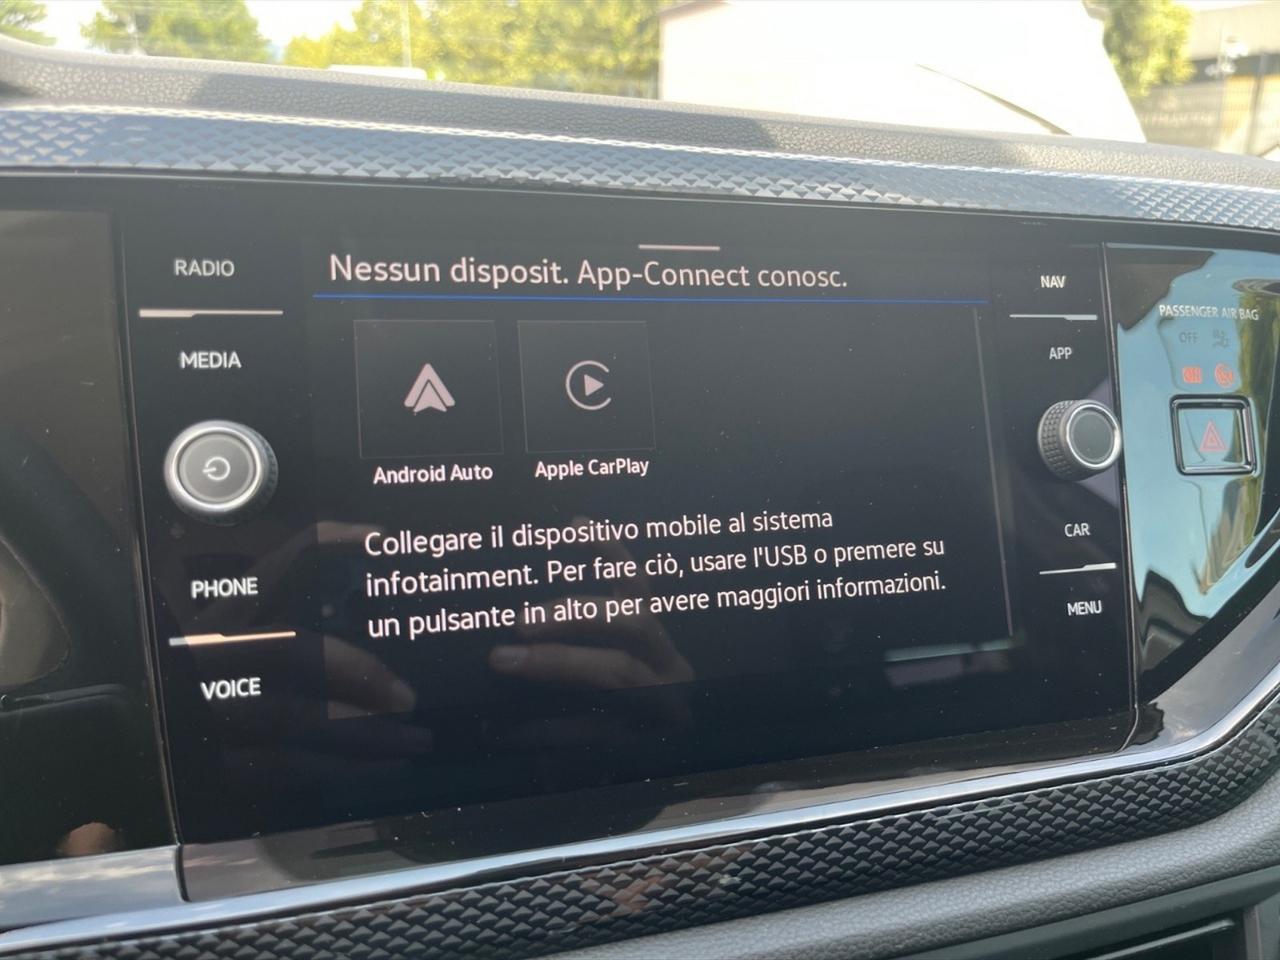 RADIO
MEDIA
PHONE
VOICE
Nessun disposit. App-Connect conosc.
Android Auto
Apple CarPlay
Collegare il dispositivo mobile al sistema
infotainment. Per fare ciò, usare l'USB o premere su
un pulsante in alto per avere maggiori informazioni.
NAV
APP
CAR
MENU
PASSENGER AIR BAG
OFF
ON